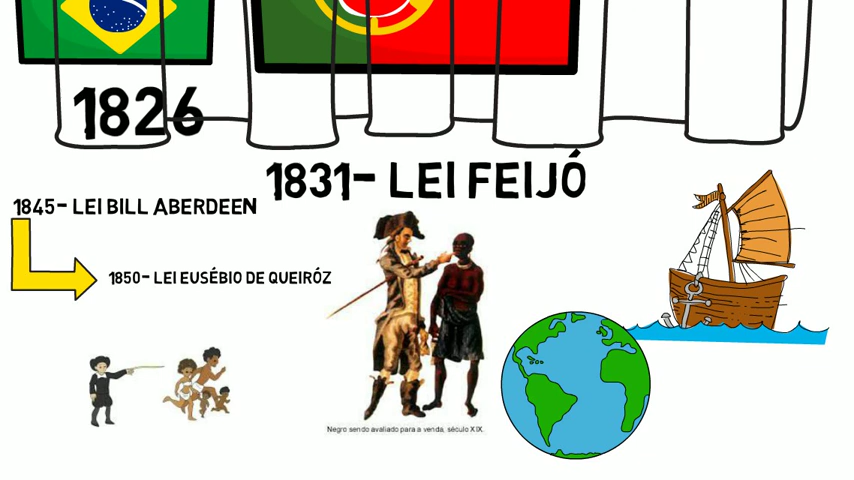 1826
1831- LEI FEIJÓ
1845- LEI BILL ABERDEEN
1850- LEI EUSÉBIO DE QUEIRÓZ
Negro sendo avaliado para a venda, século XIX.